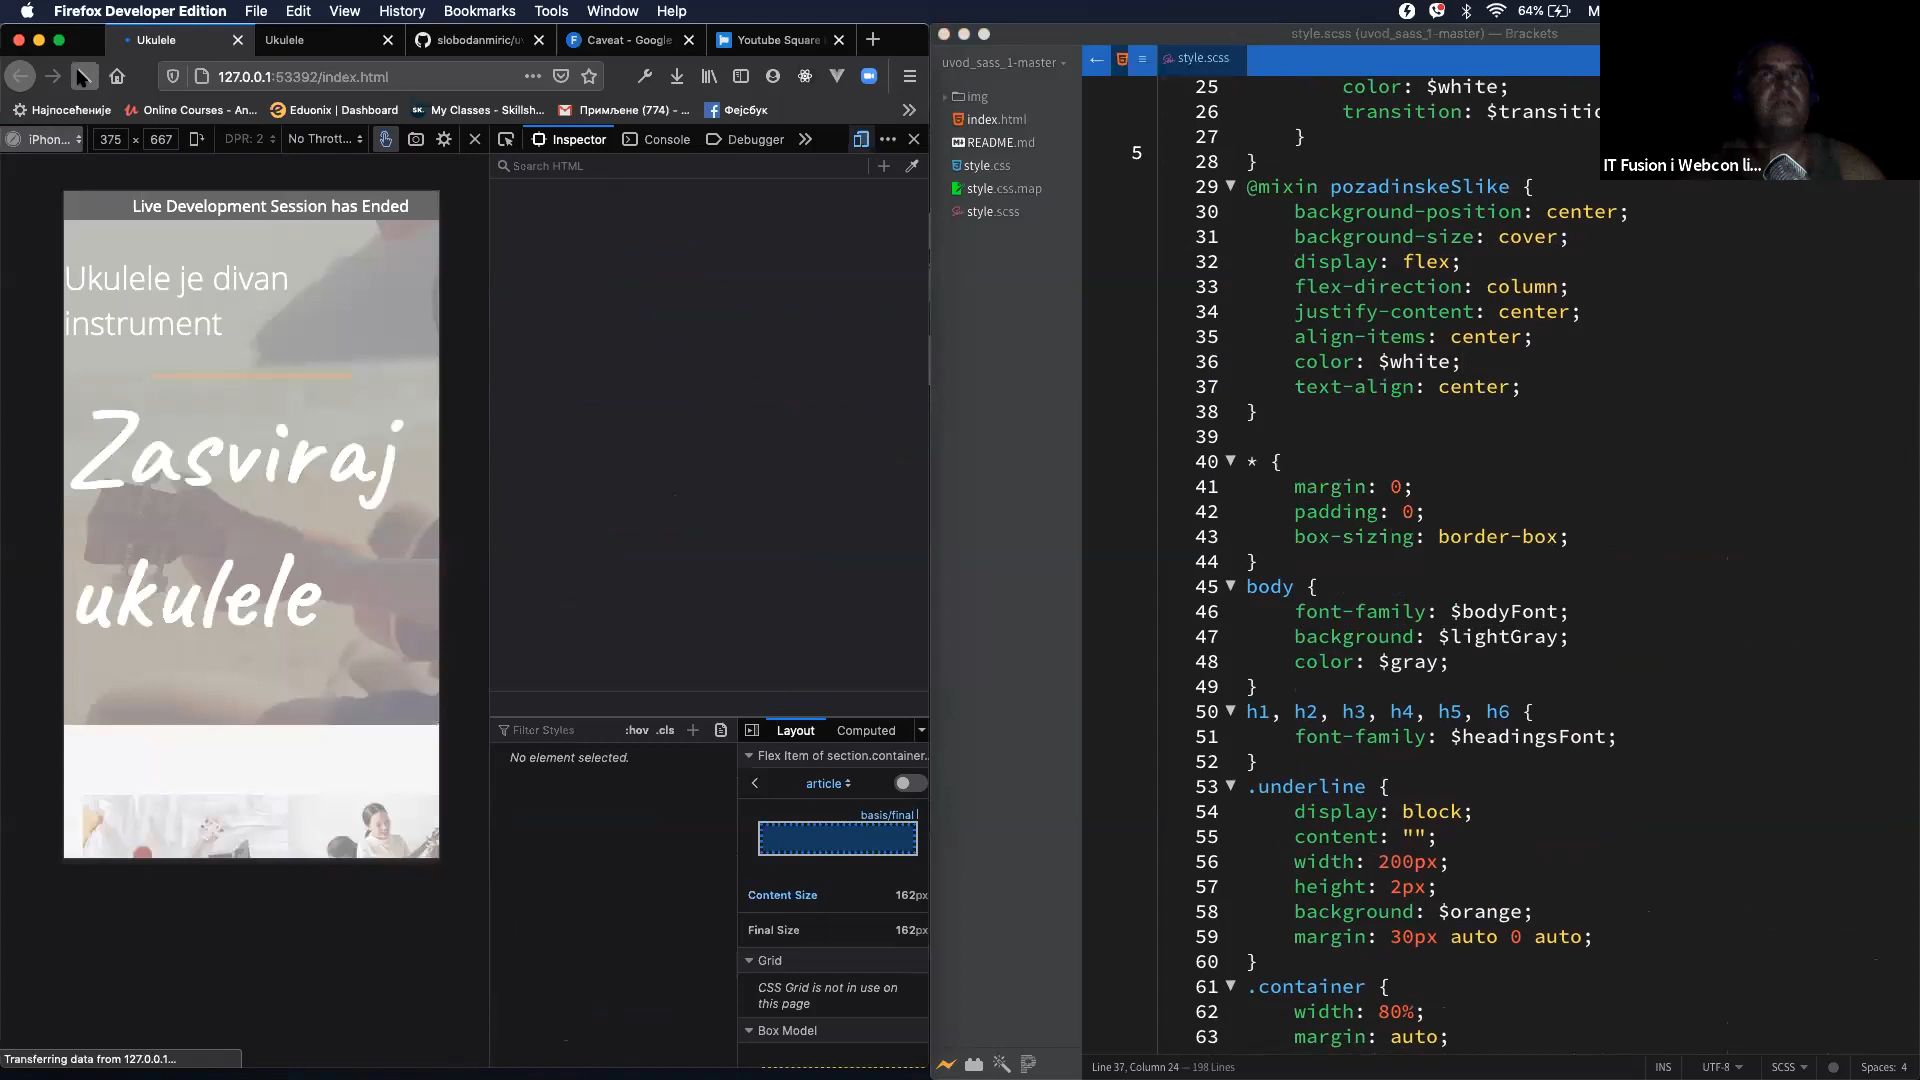 Firefox Developer Edition File Edit View History Bookmarks Tools Window Help
64%
Ukulele
Ukulele
slobodanmiric/u
Caveat - Google
Youtube Square
style.scss (uvod_sass_1-master) — Brackets
127.0.0.1:53392/index.html
Најпосећеније
Online Courses - An...
Eduonix | Dashboard
My Classes - Skillsh...
Примљене (774) - ...
Фејсбук
iPhon...
375 × 667
DPR: 2
No Thrott...
Inspector
Console
Debugger
Search HTML
Live Development Session has Ended
Ukulele je divan
instrument
Zasviraj
ukulele
Filter Styles
:hov .cls
No element selected.
Layout
Computed
Flex Item of section.container..
article
basis/final
Content Size 162px
Final Size 162px
Grid
CSS Grid is not in use on
this page
Box Model
Transferring data from 127.0.0.1...
uvod_sass_1-master
img
index.html
README.md
style.css
style.css.map
style.scss
style.scss
5
25 color: $white;
26 transition: $transitio
27 }
28 }
29 @mixin pozadinskeSlike {
30 background-position: center;
31 background-size: cover;
32 display: flex;
33 flex-direction: column;
34 justify-content: center;
35 align-items: center;
36 color: $white;
37 text-align: center;
38 }
39
40 * {
41 margin: 0;
42 padding: 0;
43 box-sizing: border-box;
44 }
45 body {
46 font-family: $bodyFont;
47 background: $lightGray;
48 color: $gray;
49 }
50 h1, h2, h3, h4, h5, h6 {
51 font-family: $headingsFont;
52 }
53 .underline {
54 display: block;
55 content: "";
56 width: 200px;
57 height: 2px;
58 background: $orange;
59 margin: 30px auto 0 auto;
60 }
61 .container {
62 width: 80%;
63 margin: auto;
Line 37, Column 24 — 198 Lines
INS
UTF-8
SCSS
Spaces: 4
IT Fusion i Webcon li...